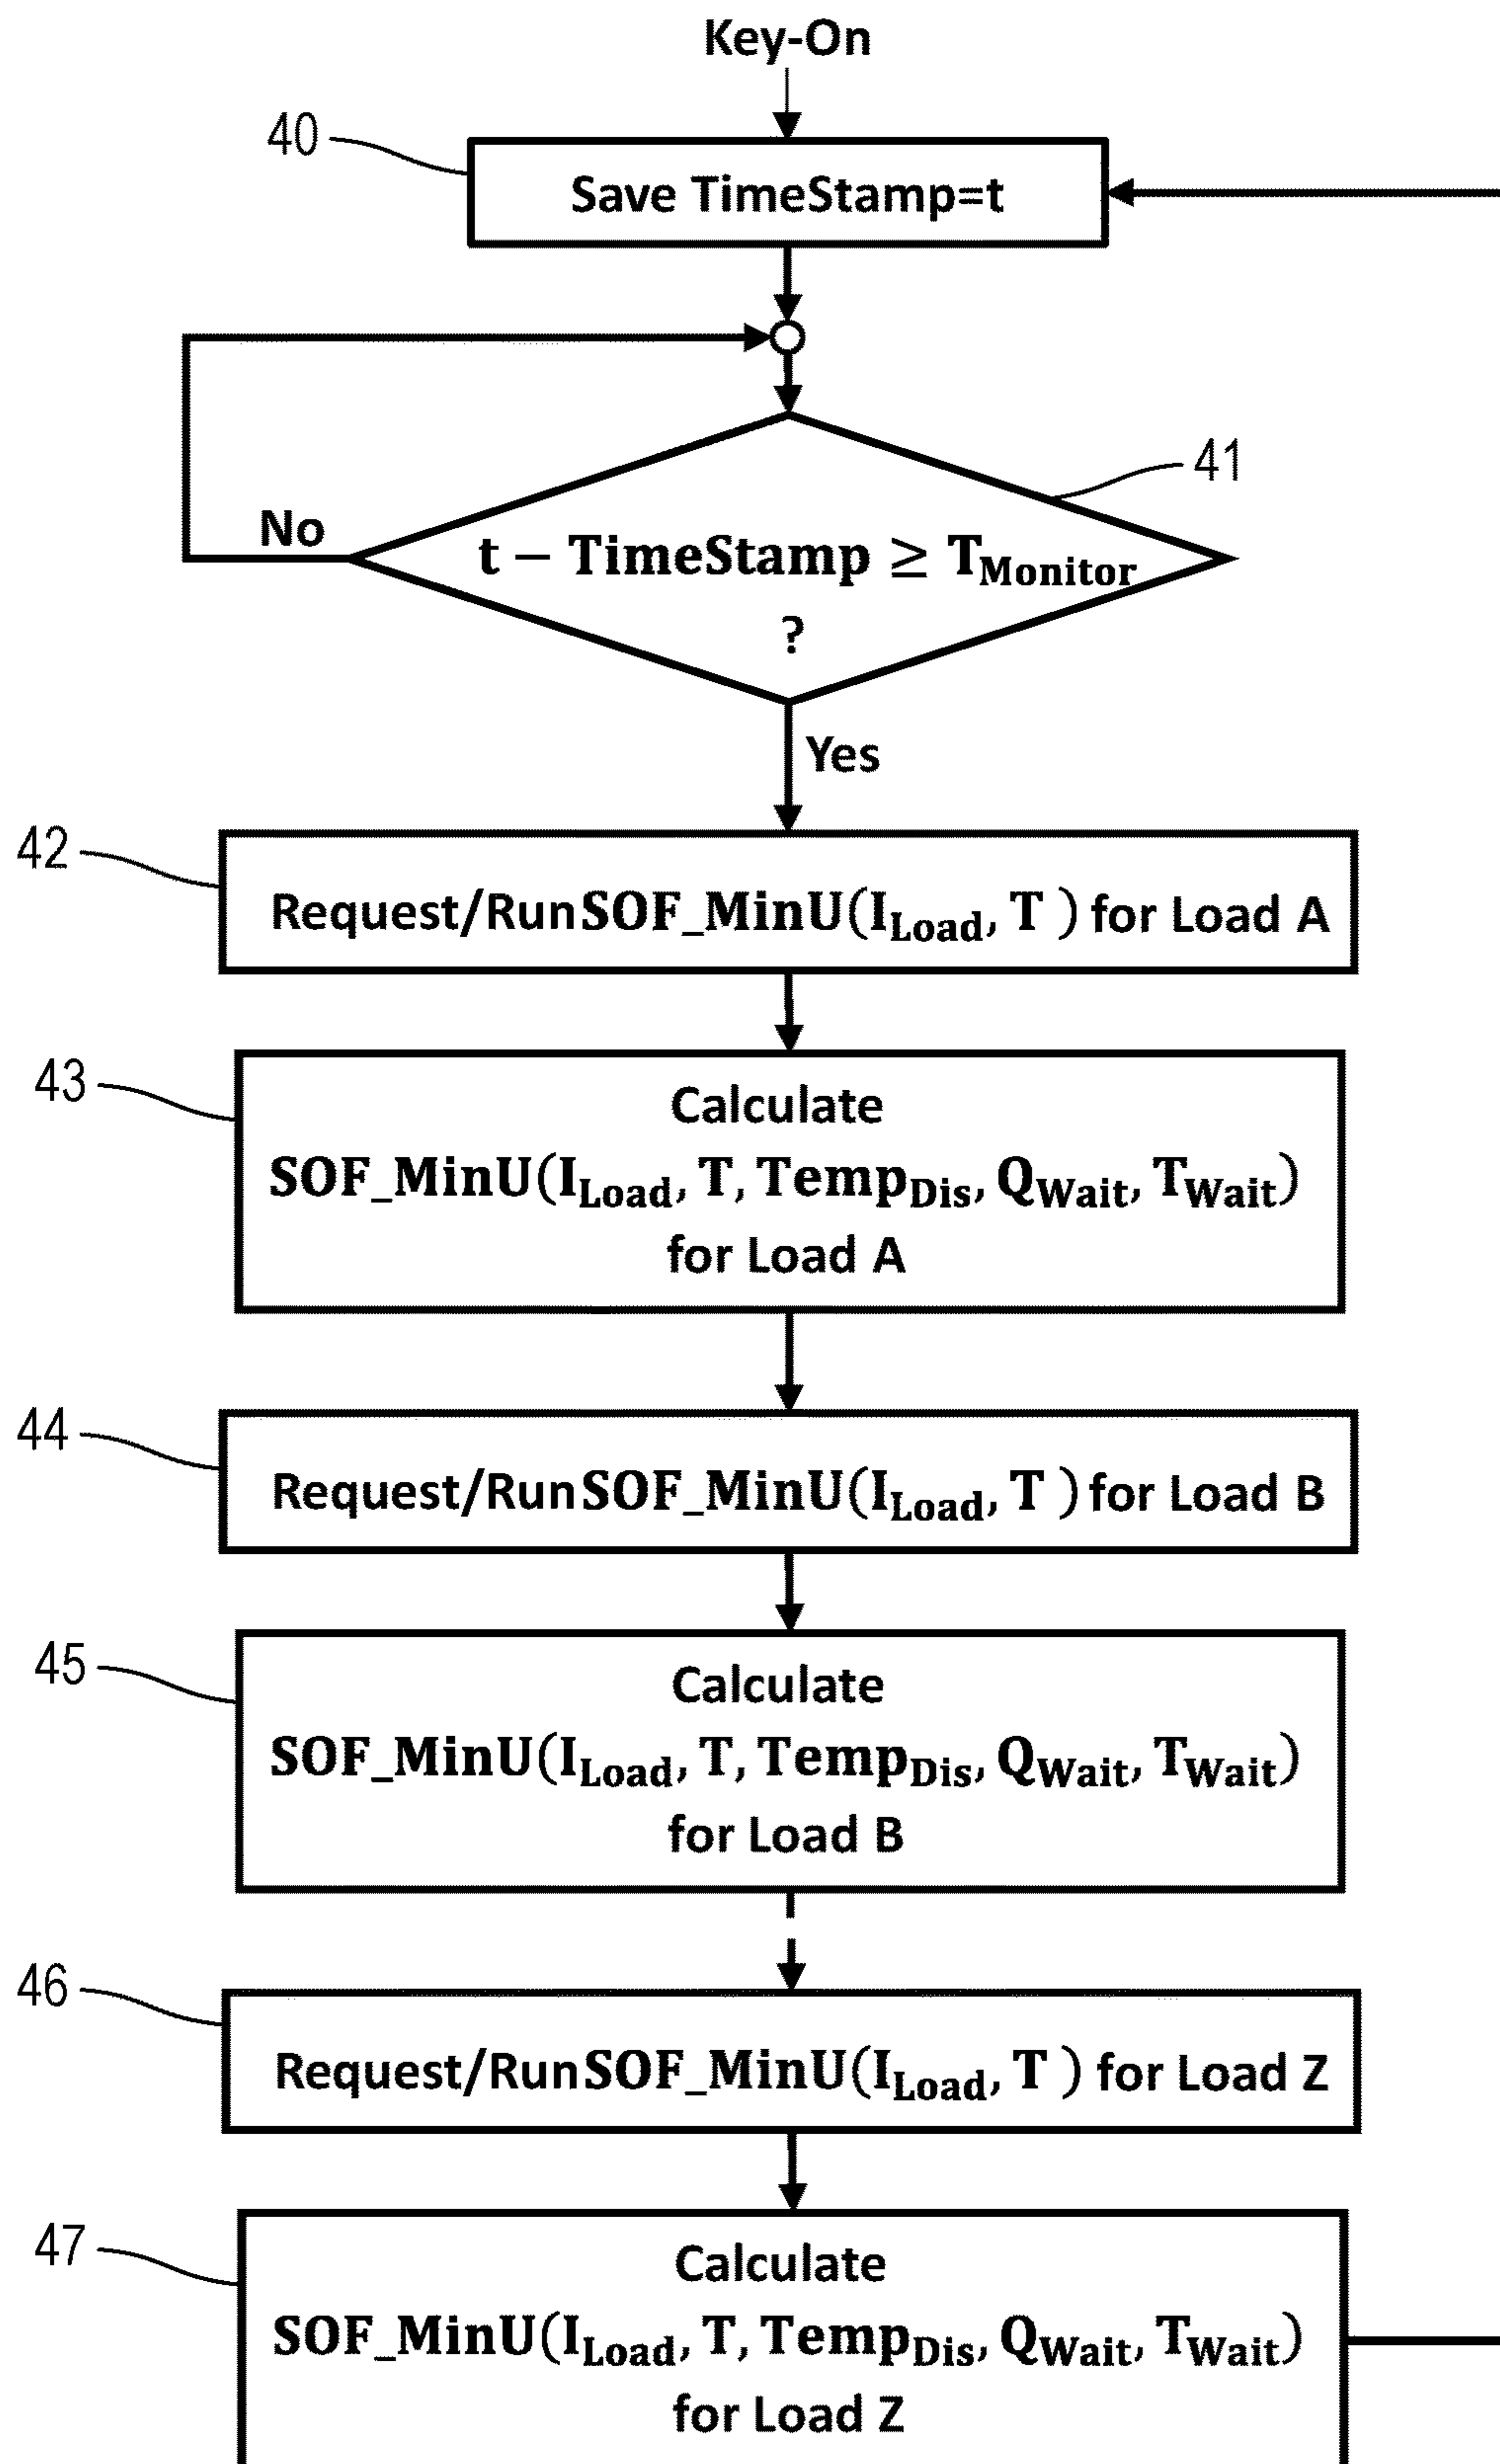 Key-On
40
Save TimeStamp=t
41
No
t − TimeStamp ≥ T_Monitor
?
Yes
42
Request/Run SOF_MinU(I_Load, T ) for Load A
43
Calculate
SOF_MinU(I_Load, T, Temp_Dis, Q_Wait, T_Wait)
for Load A
44
Request/Run SOF_MinU(I_Load, T ) for Load B
45
Calculate
SOF_MinU(I_Load, T, Temp_Dis, Q_Wait, T_Wait)
for Load B
46
Request/Run SOF_MinU(I_Load, T ) for Load Z
47
Calculate
SOF_MinU(I_Load, T, Temp_Dis, Q_Wait, T_Wait)
for Load Z